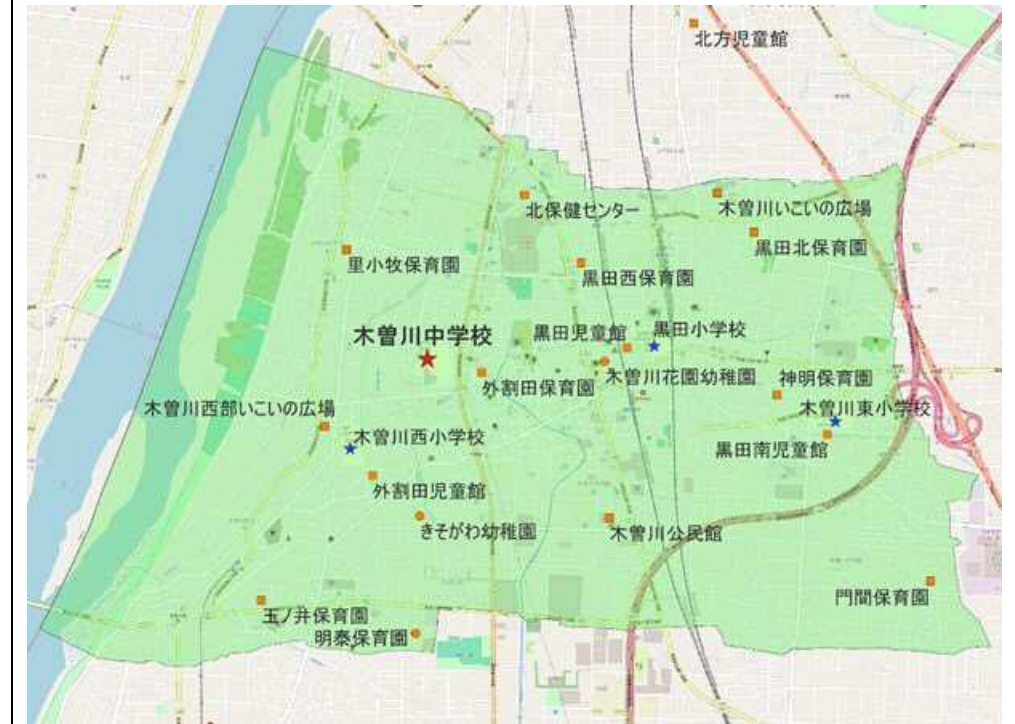 北方児童館
北保健センター
木曽川いこいの広場
黒田北保育園
里小牧保育園
黒田西保育園
木曽川中学校
黒田児童館
黒田小学校
外割田保育園
木曽川花園幼稚園
神明保育園
木曽川西部いこいの広場
木曽川東小学校
木曽川西小学校
黒田南児童館
外割田児童館
きそがわ幼稚園
木曽川公民館
門間保育園
玉ノ井保育園
明泰保育園